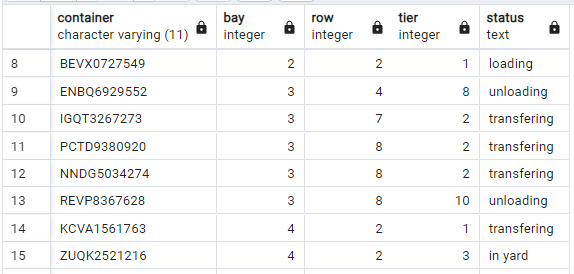 container bay row tier status
character varying (11) integer integer integer text
8 BEVX0727549 2 2 1 loading
9 ENBQ6929552 3 4 8 unloading
10 IGQT3267273 3 7 2 transfering
11 PCTD9380920 3 8 2 transfering
12 NNDG5034274 3 8 2 transfering
13 REVP8367628 3 8 10 unloading
14 KCVA1561763 4 2 1 transfering
15 ZUQK2521216 4 2 3 in yard